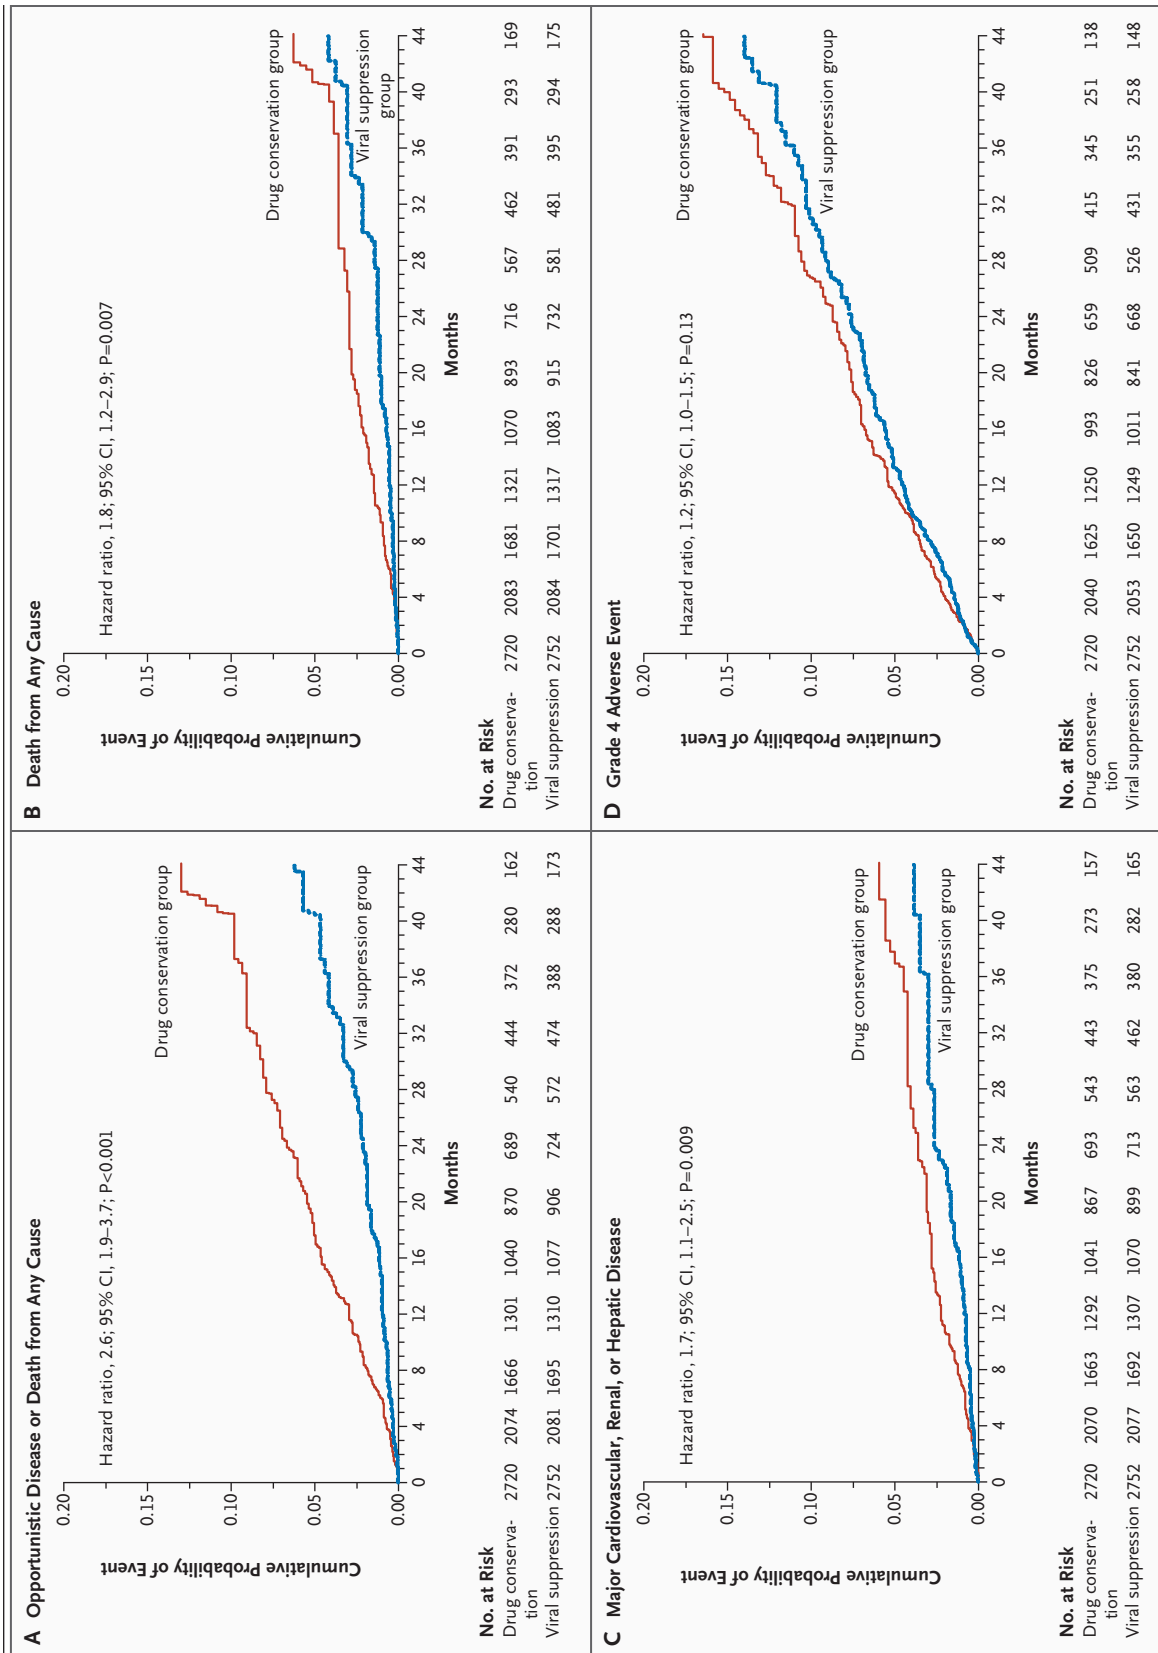 A Opportunistic Disease or Death from Any Cause
Cumulative Probability of Event
0.20
0.15
0.10
0.05
0.00
Hazard ratio, 2.6; 95% CI, 1.9–3.7; P<0.001
Drug conservation group
Viral suppression group
0 4 8 12 16 20 24 28 32 36 40 44
Months
No. at Risk
Drug conserva-
tion 2720 2074 1666 1301 1040 870 689 540 444 372 280 162
Viral suppression 2752 2081 1695 1310 1077 906 724 572 474 388 288 173
B Death from Any Cause
Cumulative Probability of Event
0.20
0.15
0.10
0.05
0.00
Hazard ratio, 1.8; 95% CI, 1.2–2.9; P=0.007
Drug conservation group
Viral suppression
group
0 4 8 12 16 20 24 28 32 36 40 44
Months
No. at Risk
Drug conserva-
tion 2720 2083 1681 1321 1070 893 716 567 462 391 293 169
Viral suppression 2752 2084 1701 1317 1083 915 732 581 481 395 294 175
C Major Cardiovascular, Renal, or Hepatic Disease
Cumulative Probability of Event
0.20
0.15
0.10
0.05
0.00
Hazard ratio, 1.7; 95% CI, 1.1–2.5; P=0.009
Drug conservation group
Viral suppression group
0 4 8 12 16 20 24 28 32 36 40 44
Months
No. at Risk
Drug conserva-
tion 2720 2070 1663 1292 1041 867 693 543 443 375 273 157
Viral suppression 2752 2077 1692 1307 1070 899 713 563 462 380 282 165
D Grade 4 Adverse Event
Cumulative Probability of Event
0.20
0.15
0.10
0.05
0.00
Hazard ratio, 1.2; 95% CI, 1.0–1.5; P=0.13
Drug conservation group
Viral suppression group
0 4 8 12 16 20 24 28 32 36 40 44
Months
No. at Risk
Drug conserva-
tion 2720 2040 1625 1250 993 826 659 509 415 345 251 138
Viral suppression 2752 2053 1650 1249 1011 841 668 526 431 355 258 148